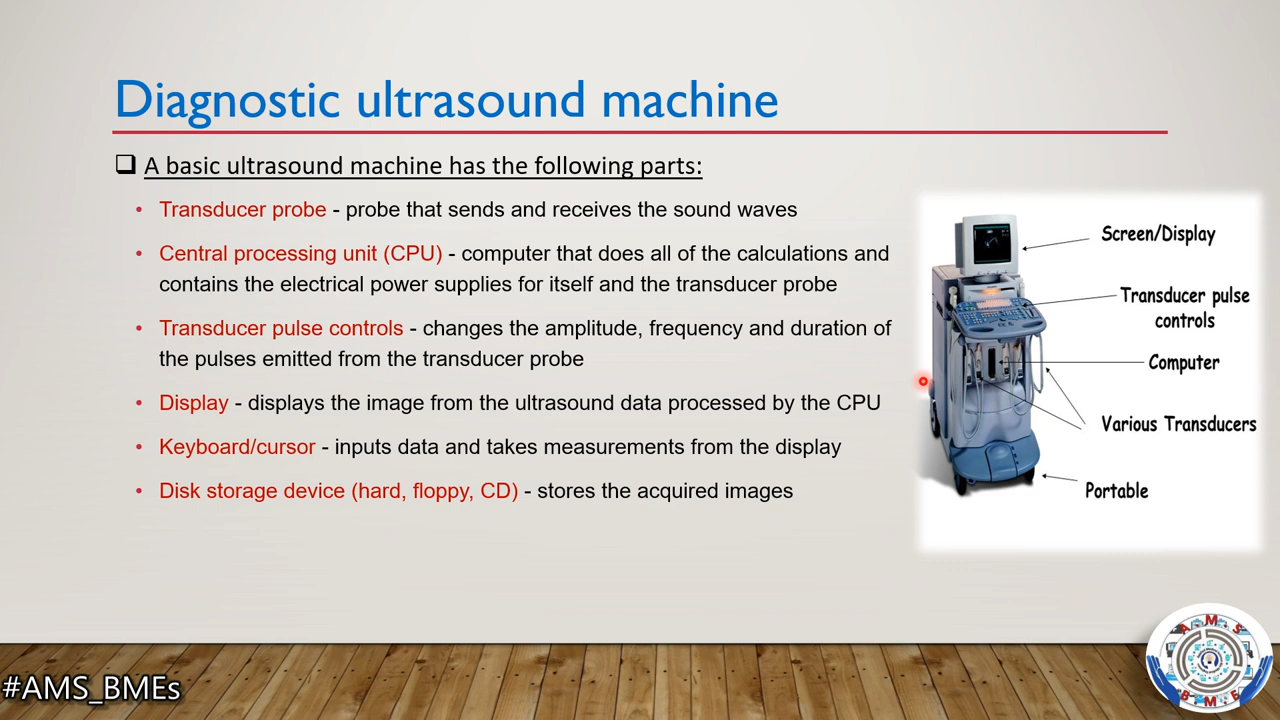 Diagnostic ultrasound machine
A basic ultrasound machine has the following parts:
• Transducer probe - probe that sends and receives the sound waves
• Central processing unit (CPU) - computer that does all of the calculations and
contains the electrical power supplies for itself and the transducer probe
• Transducer pulse controls - changes the amplitude, frequency and duration of
the pulses emitted from the transducer probe
• Display - displays the image from the ultrasound data processed by the CPU
• Keyboard/cursor - inputs data and takes measurements from the display
• Disk storage device (hard, floppy, CD) - stores the acquired images
Screen/Display
Transducer pulse
controls
Computer
Various Transducers
Portable
#AMS_BMEs
AMS
BME